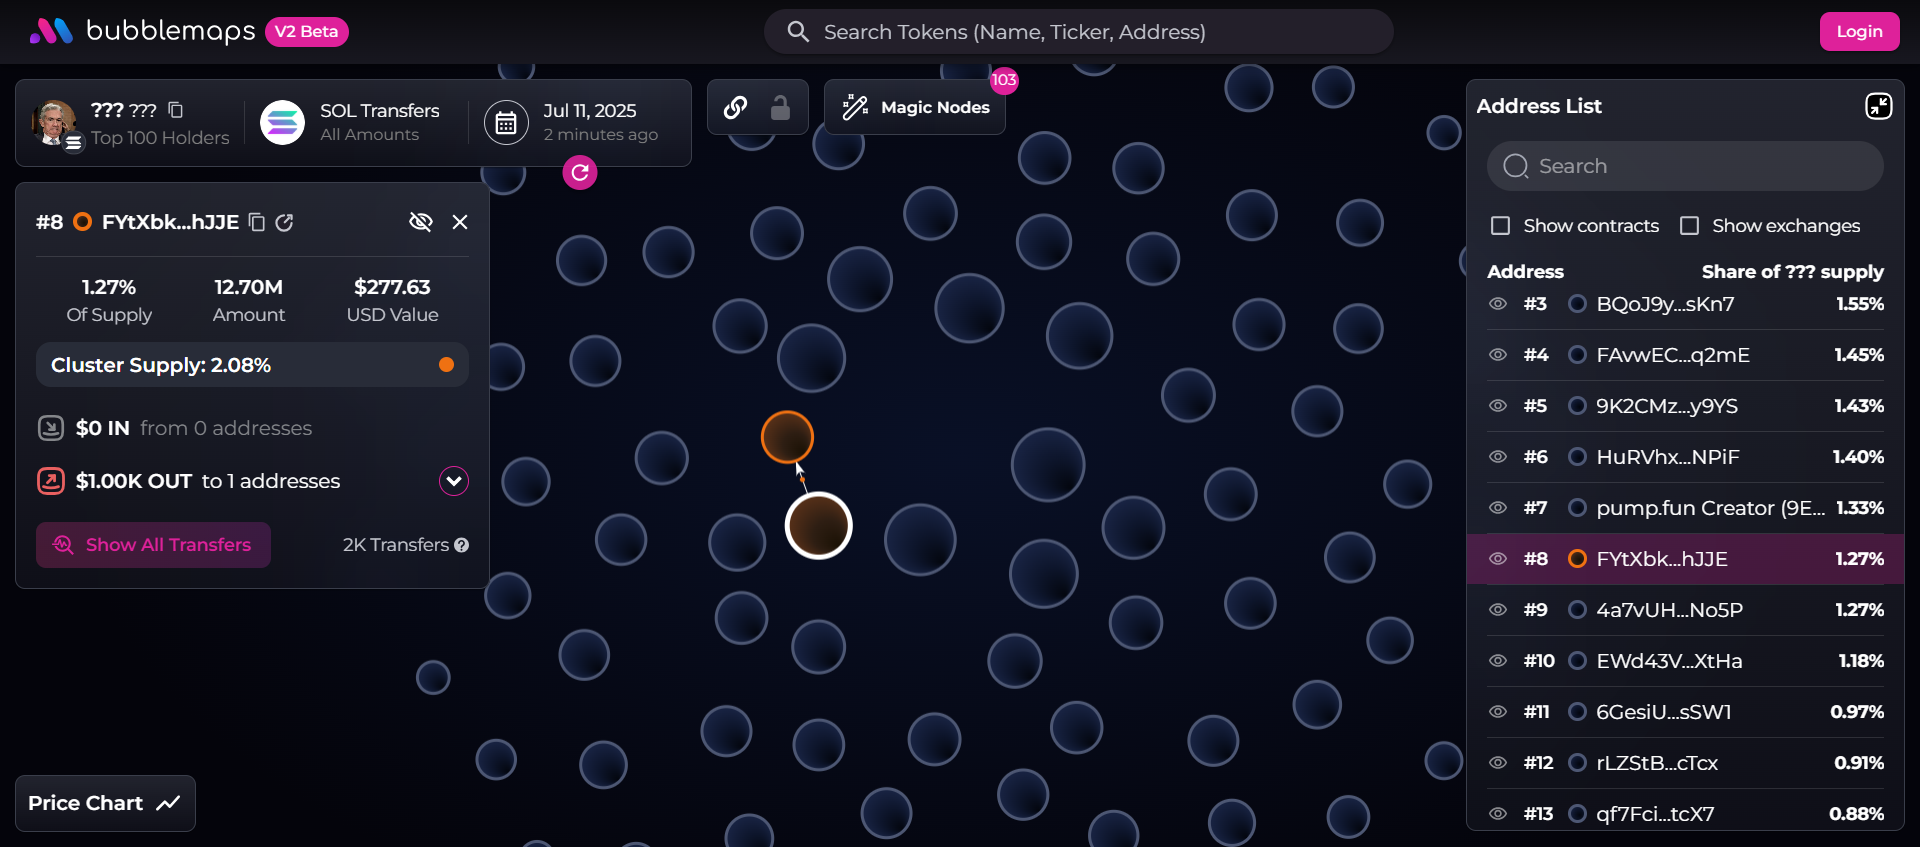 bubblemaps V2 Beta
Search Tokens (Name, Ticker, Address)
Login
??? ???
Top 100 Holders
SOL Transfers
All Amounts
Jul 11, 2025
2 minutes ago
Magic Nodes
103
#8 FYtXbk...hJJE
1.27% 12.70M $277.63
Of Supply Amount USD Value
Cluster Supply: 2.08%
$0 IN from 0 addresses
$1.00K OUT to 1 addresses
Show All Transfers 2K Transfers ?
Price Chart
Address List
Search
Show contracts Show exchanges
Address Share of ??? supply
#3 BQoJ9y...sKn7 1.55%
#4 FAvwEC...q2mE 1.45%
#5 9K2CMz...y9YS 1.43%
#6 HuRVhx...NPiF 1.40%
#7 pump.fun Creator (9E... 1.33%
#8 FYtXbk...hJJE 1.27%
#9 4a7vUH...No5P 1.27%
#10 EWd43V...XtHa 1.18%
#11 6GesiU...sSW1 0.97%
#12 rLZStB...cTcx 0.91%
#13 qf7Fci...tcX7 0.88%